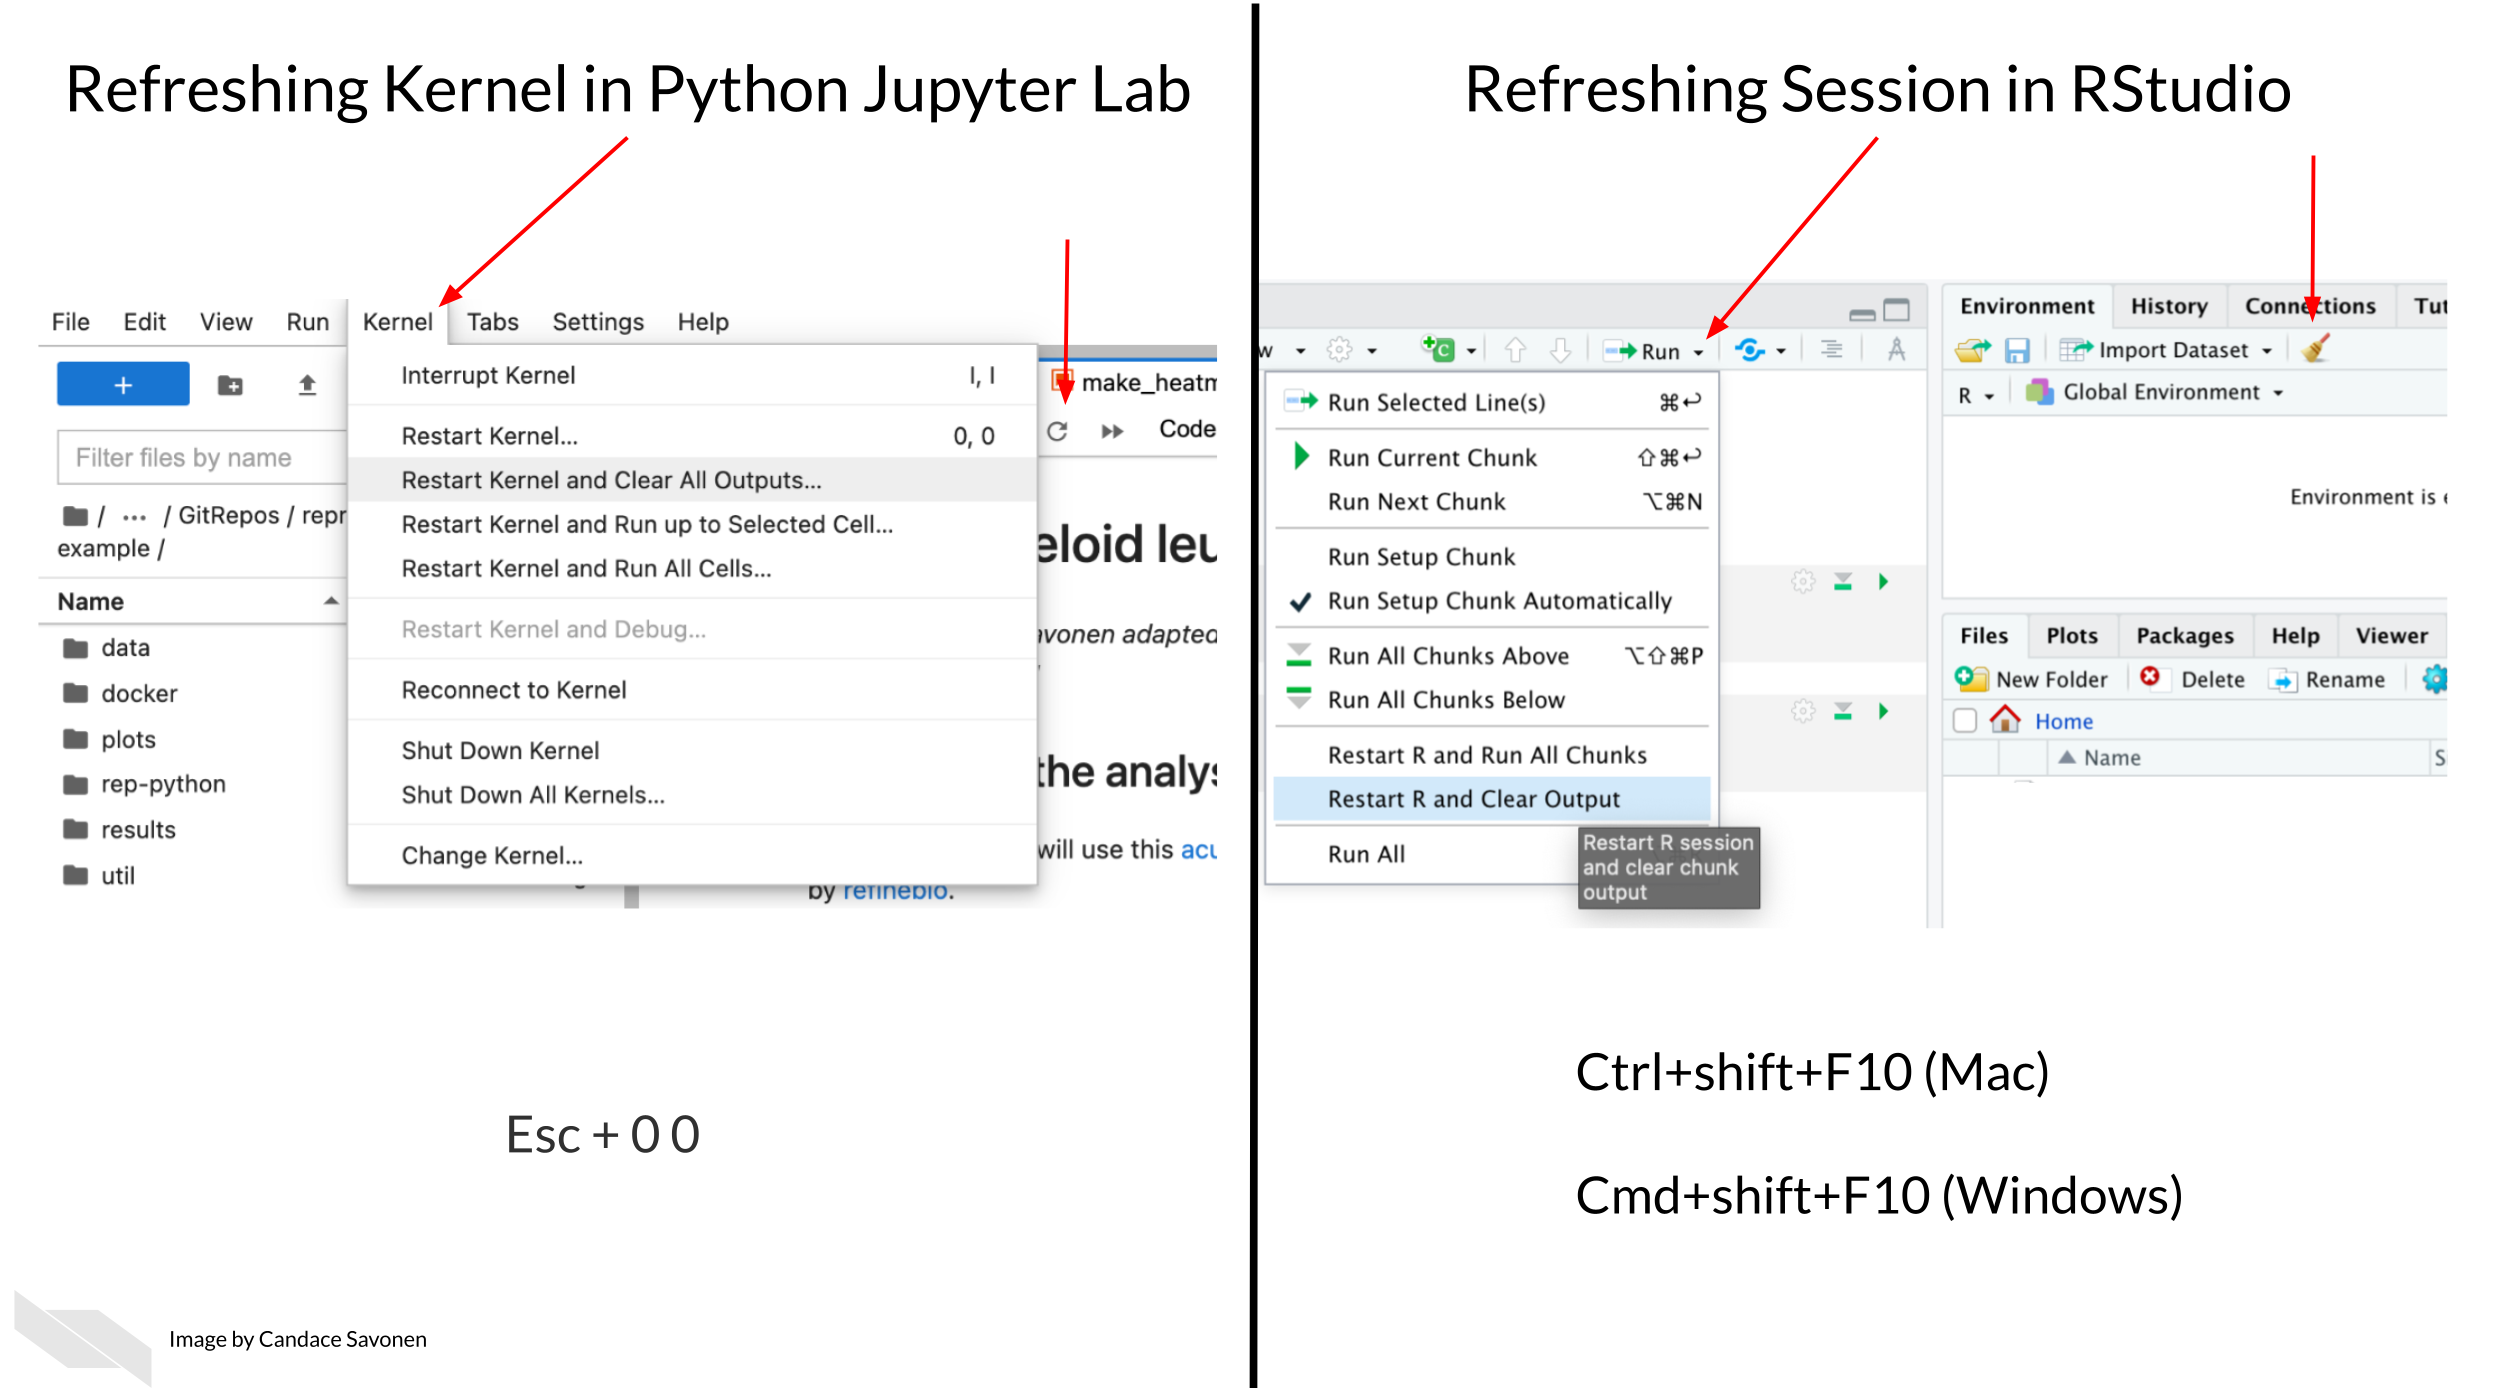 Refreshing Kernel in Python Jupyter Lab
File Edit View Run Kernel Tabs Settings Help
Interrupt Kernel I, I
Restart Kernel... 0, 0
Restart Kernel and Clear All Outputs...
Restart Kernel and Run up to Selected Cell...
Restart Kernel and Run All Cells...
Restart Kernel and Debug...
Reconnect to Kernel
Shut Down Kernel
Shut Down All Kernels...
Change Kernel...
+
Filter files by name
/ ... / GitRepos / repr
example /
Name
data
docker
plots
rep-python
results
util
make_heatm
Code
eloid leu
avonen adapted
the analys
will use this acu
by refinebio.
Esc + 0 0
Image by Candace Savonen
Refreshing Session in RStudio
w Run
Run Selected Line(s) ⌘↩
Run Current Chunk ⇧⌘↩
Run Next Chunk ⌥⌘N
Run Setup Chunk
Run Setup Chunk Automatically
Run All Chunks Above ⌥⇧⌘P
Run All Chunks Below
Restart R and Run All Chunks
Restart R and Clear Output
Run All
Restart R session
and clear chunk
output
Environment History Connections Tut
Import Dataset
R Global Environment
Environment is e
Files Plots Packages Help Viewer
New Folder Delete Rename
Home
Name S
Ctrl+shift+F10 (Mac)
Cmd+shift+F10 (Windows)